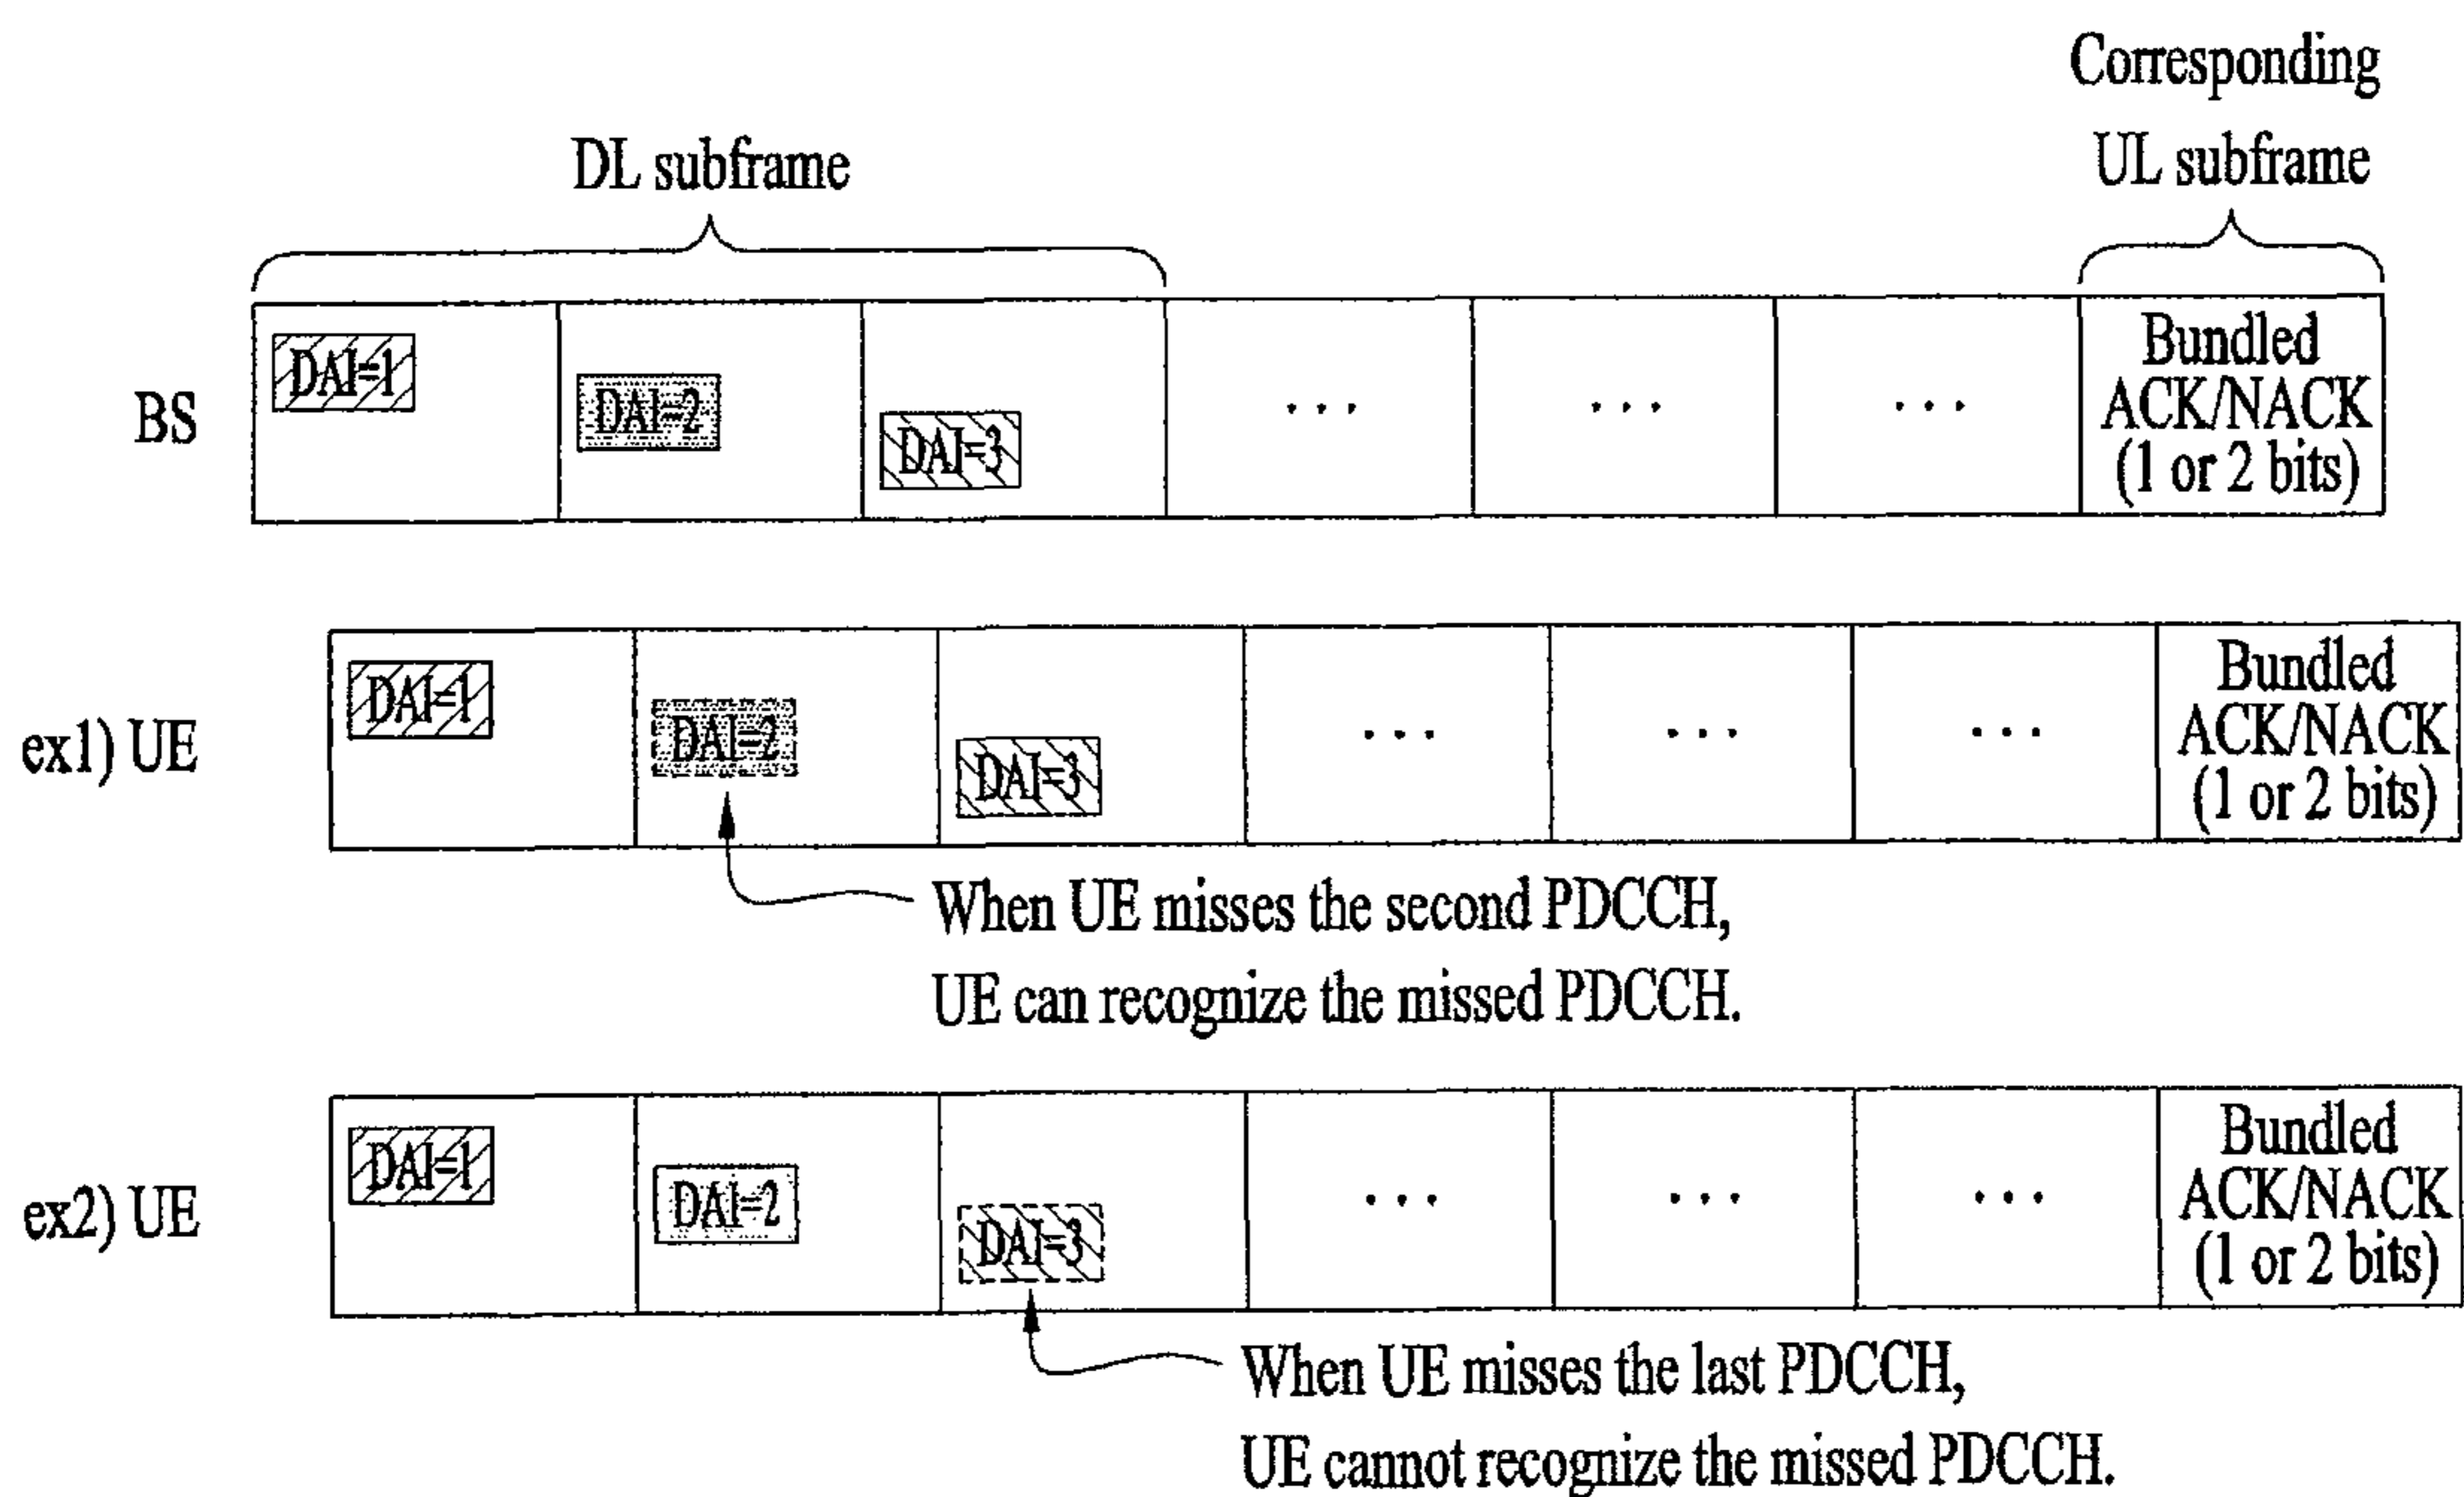 Corresponding
UL subframe
DL subframe
BS
DAI=1
DAI=2
DAI=3
...
...
...
Bundled
ACK/NACK
(1 or 2 bits)
ex1) UE
DAI=1
DAI=2
DAI=3
...
...
...
Bundled
ACK/NACK
(1 or 2 bits)
When UE misses the second PDCCH,
UE can recognize the missed PDCCH.
ex2) UE
DAI=1
DAI=2
DAI=3
...
...
...
Bundled
ACK/NACK
(1 or 2 bits)
When UE misses the last PDCCH,
UE cannot recognize the missed PDCCH.